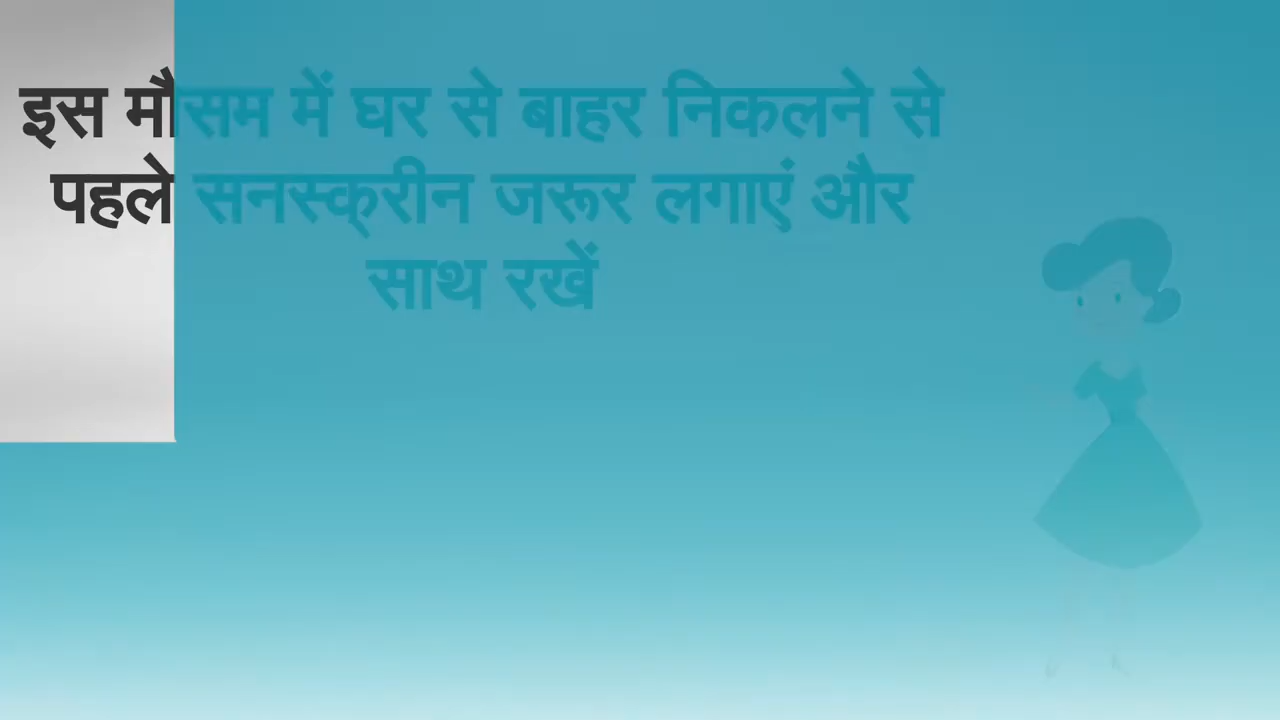 इस मौसम में घर से बाहर निकलने से
पहले सनस्क्रीन जरूर लगाएं और
साथ रखें